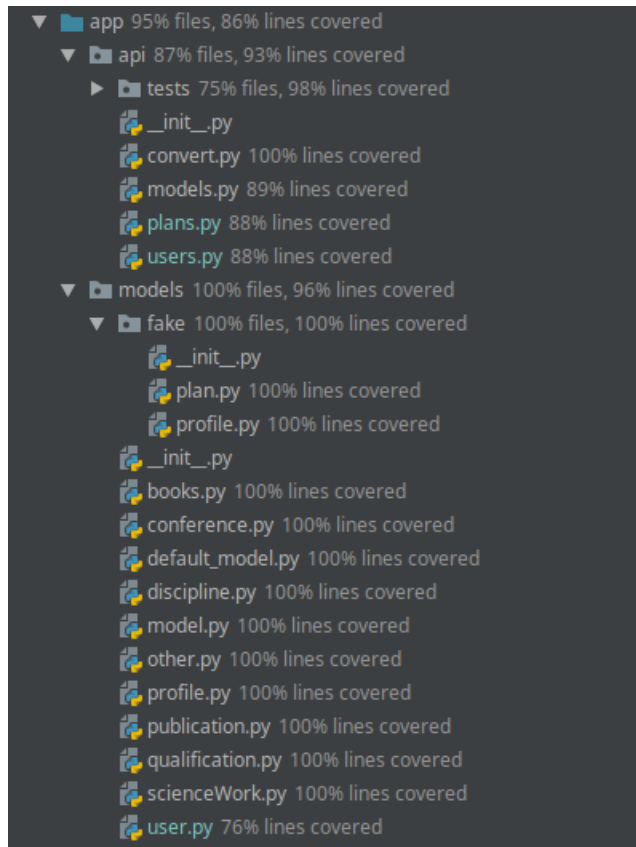 app 95% files, 86% lines covered
api 87% files, 93% lines covered
tests 75% files, 98% lines covered
__init__.py
convert.py 100% lines covered
models.py 89% lines covered
plans.py 88% lines covered
users.py 88% lines covered
models 100% files, 96% lines covered
fake 100% files, 100% lines covered
__init__.py
plan.py 100% lines covered
profile.py 100% lines covered
__init__.py
books.py 100% lines covered
conference.py 100% lines covered
default_model.py 100% lines covered
discipline.py 100% lines covered
model.py 100% lines covered
other.py 100% lines covered
profile.py 100% lines covered
publication.py 100% lines covered
qualification.py 100% lines covered
scienceWork.py 100% lines covered
user.py 76% lines covered